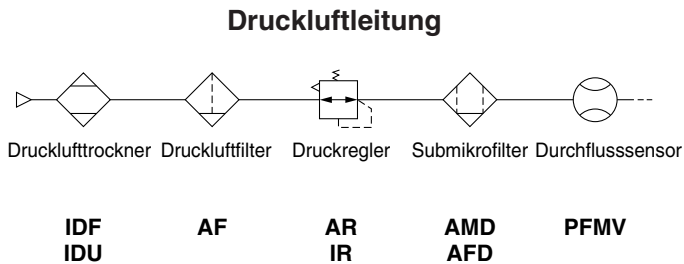 Druckluftleitung
Drucklufttrockner Druckluftfilter Druckregler Submikrofilter Durchflusssensor
IDF AF AR AMD PFMV
IDU IR AFD